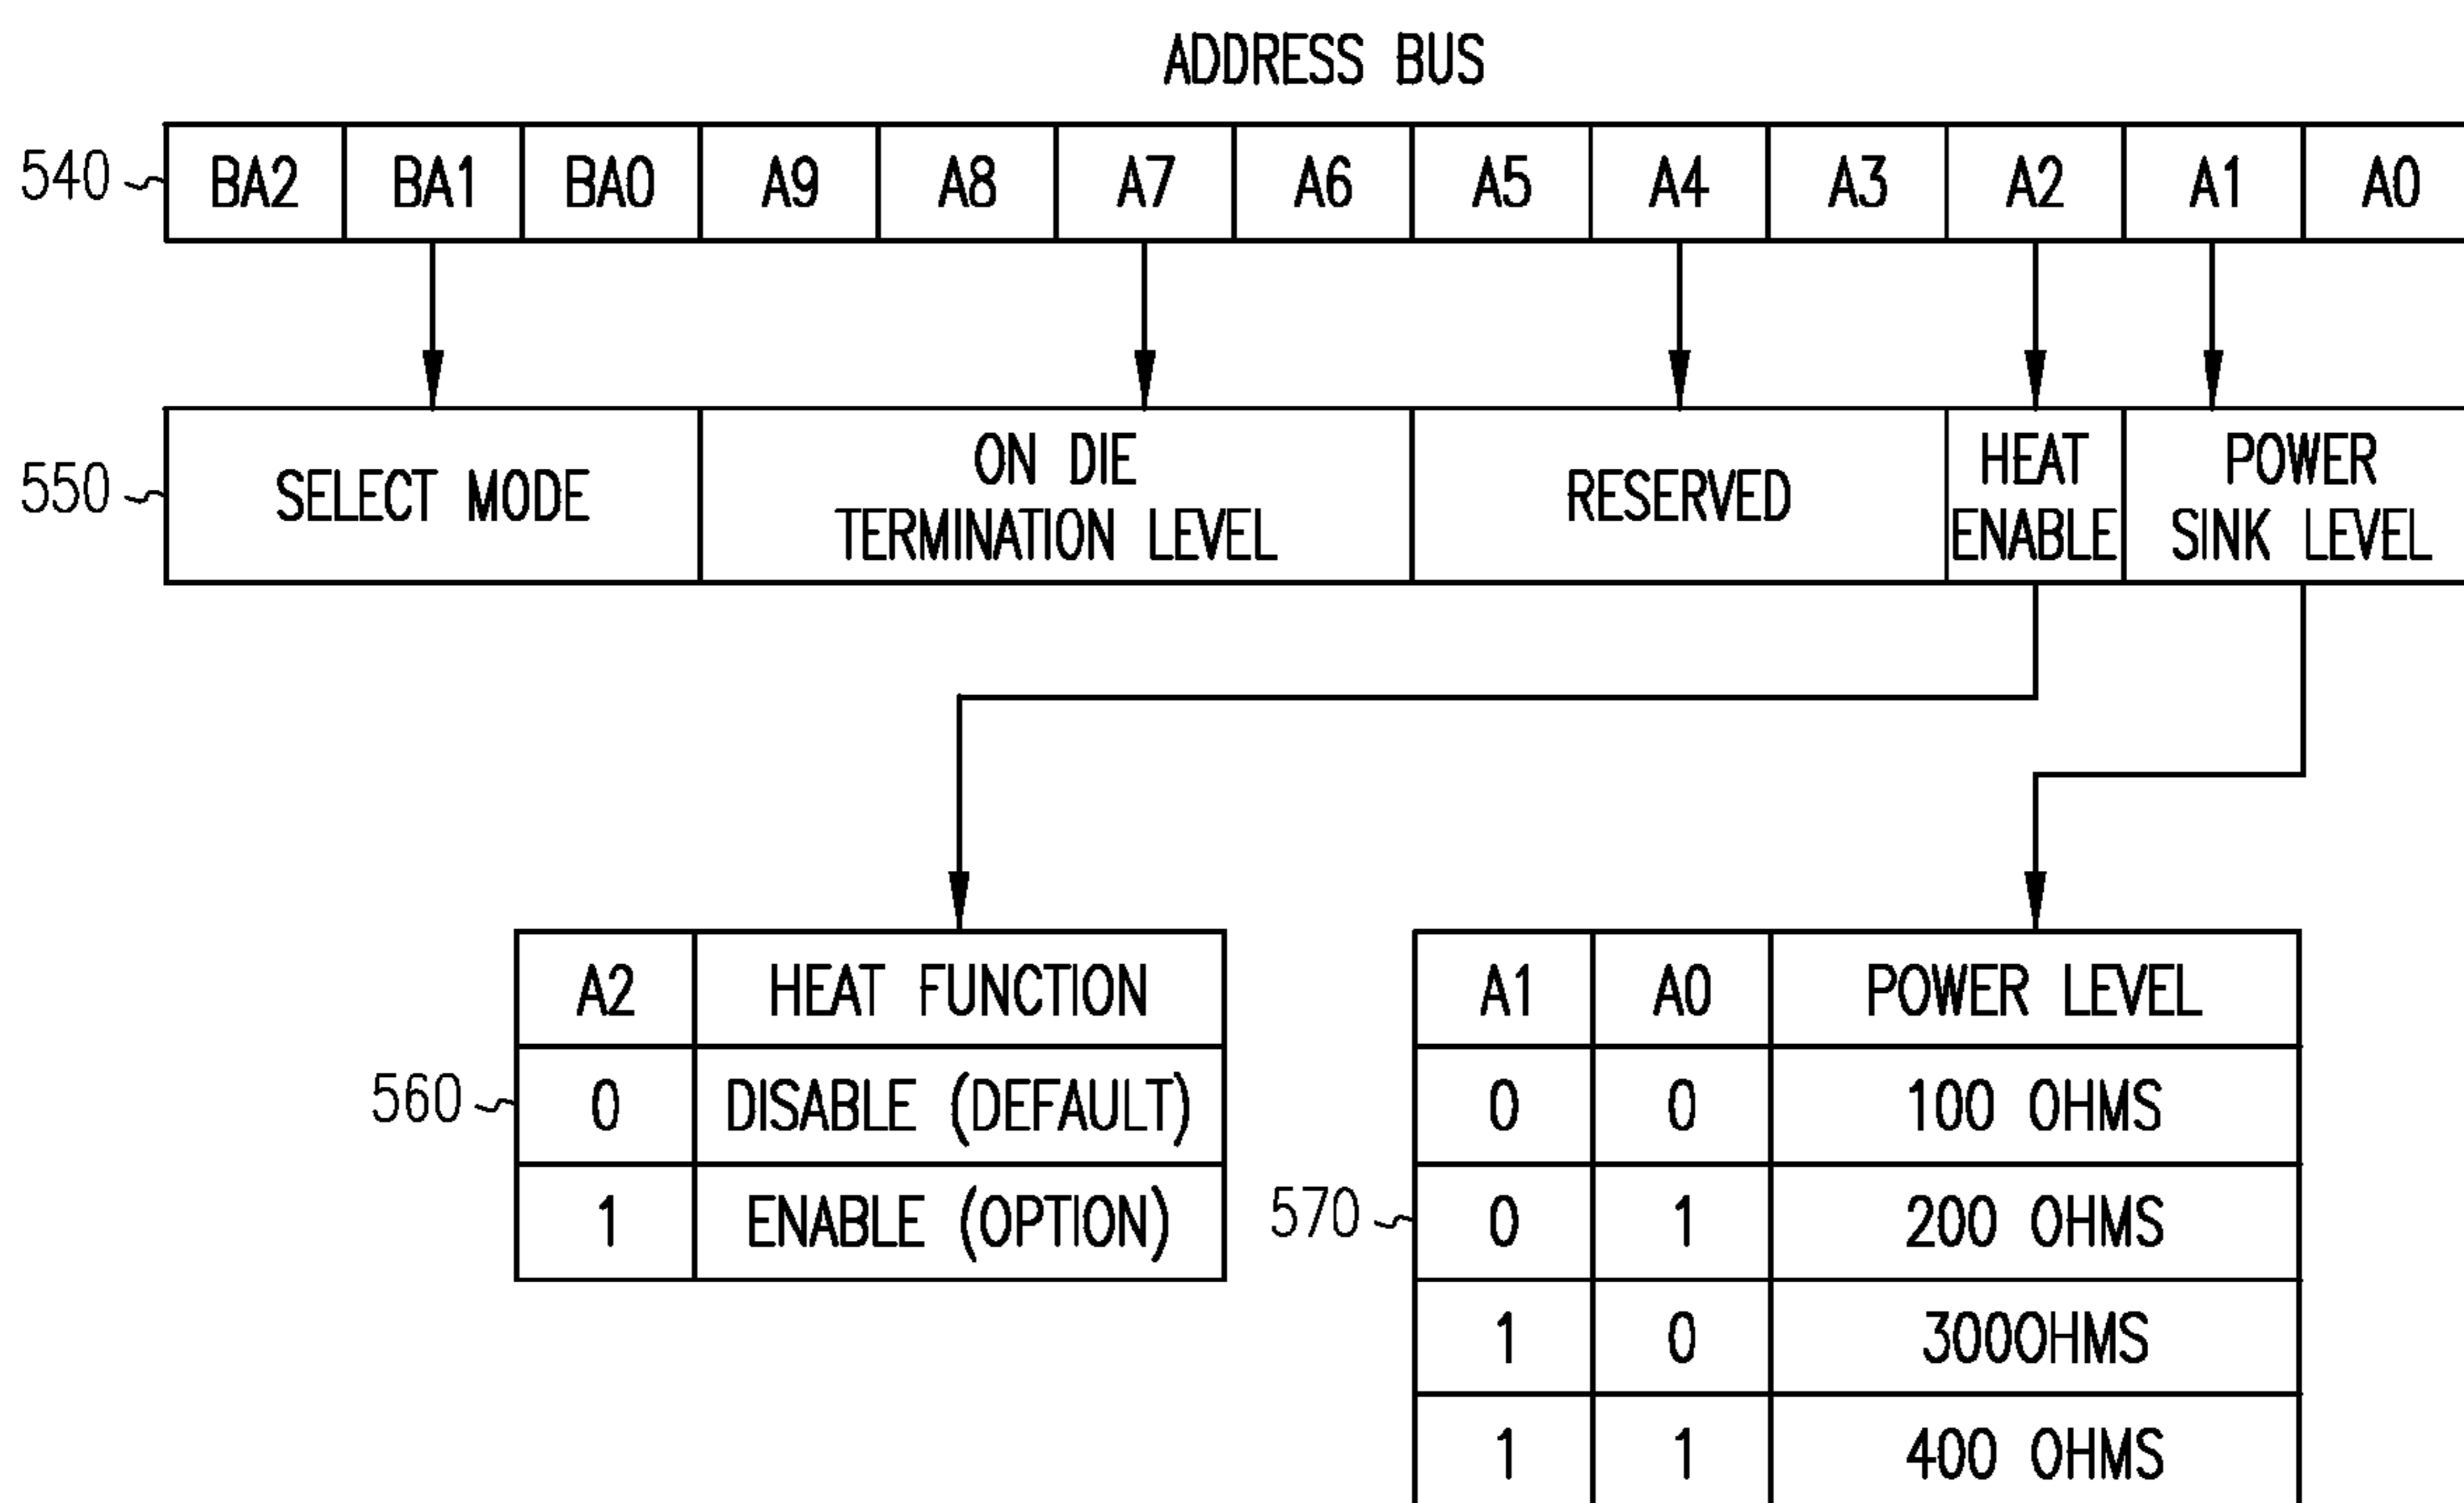 ADDRESS BUS
540 BA2 BA1 BA0 A9 A8 A7 A6 A5 A4 A3 A2 A1 A0
550 SELECT MODE
ON DIE
TERMINATION LEVEL
RESERVED
HEAT
ENABLE
POWER
SINK LEVEL
A2 HEAT FUNCTION
560 0 DISABLE (DEFAULT)
1 ENABLE (OPTION)
A1 A0 POWER LEVEL
0 0 100 OHMS
570 0 1 200 OHMS
1 0 300OHMS
1 1 400 OHMS